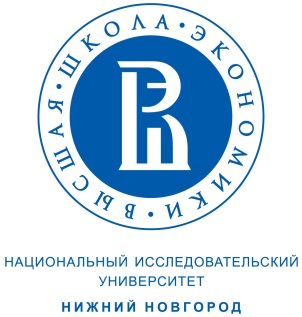 ВЫСШАЯ · ШКОЛА · ЭКОНОМИКИ ·
НАЦИОНАЛЬНЫЙ ИССЛЕДОВАТЕЛЬСКИЙ
УНИВЕРСИТЕТ
НИЖНИЙ НОВГОРОД